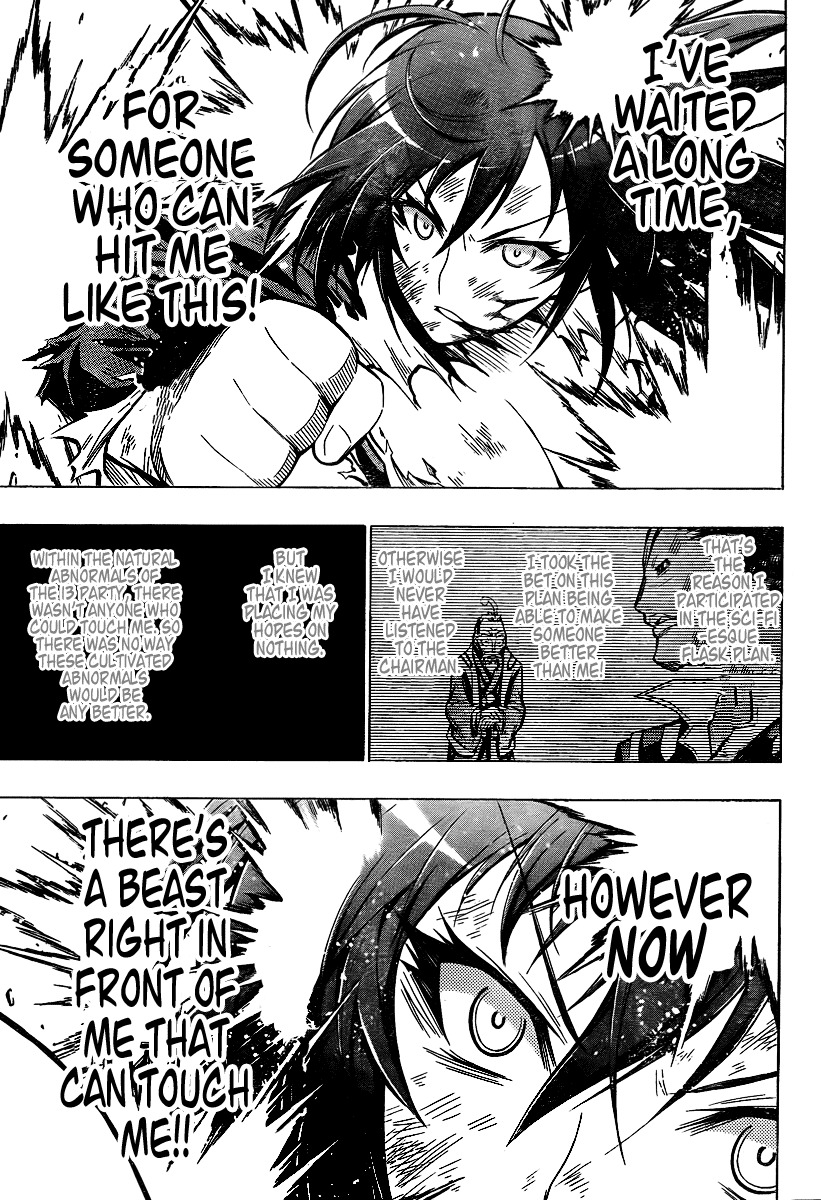 I'VE
WAITED
A LONG
TIME,
FOR
SOMEONE
WHO CAN
HIT ME
LIKE THIS!
THAT'S
THE
REASON I
PARTICIPATED
IN THE SCI-FI
-ESQUE
FLASK PLAN.
I TOOK THE
BET ON THIS
PLAN BEING
ABLE TO MAKE
SOMEONE
BETTER
THAN ME!
OTHERWISE
I WOULD
NEVER
HAVE
LISTENED
TO THE
CHAIRMAN
BUT
I KNEW
THAT I WAS
PLACING MY
HOPES ON
NOTHING.
WITHIN THE NATURAL
ABNORMALS OF
THE 13 PARTY, THERE
WASN'T ANYONE WHO
COULD TOUCH ME, SO
THERE WAS NO WAY
THESE CULTIVATED
ABNORMALS
WOULD BE
ANY BETTER.
HOWEVER
NOW
THERE'S
A BEAST
RIGHT IN
FRONT OF
ME THAT
CAN TOUCH
ME!!